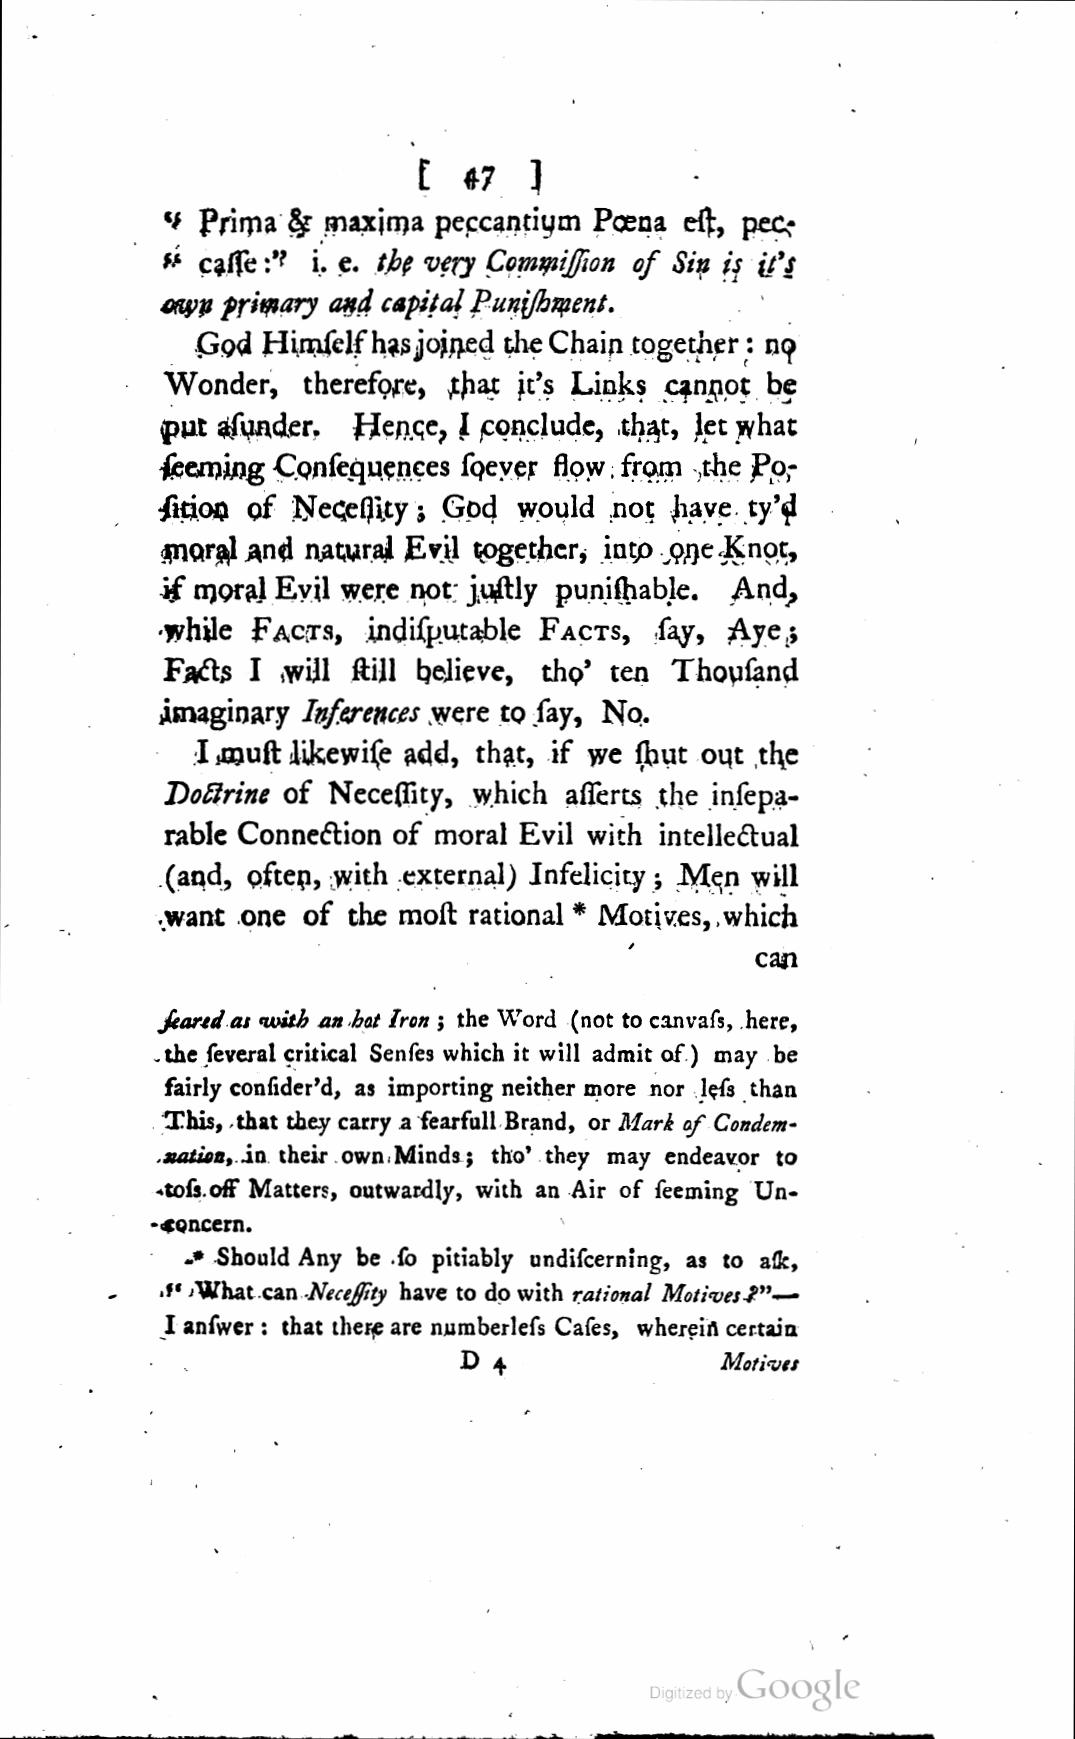 [ 47 ]
“ Prima & maxima peccantium Pœna eſt, pec-
“ caſſe:” i. e. the very Commiſſion of Sin is it's
own primary and capital Puniſhment.
God Himſelf has joined the Chain together: no
Wonder, therefore, that it's Links cannot be
put aſunder. Hence, I conclude, that, let what
ſeeming Conſequences ſoever flow from the Po-
ſition of Neceſſity; God would not have ty'd
moral and natural Evil together, into one Knot,
if moral Evil were not juſtly puniſhable. And,
while FACTS, indiſputable FACTS, ſay, Aye;
Facts I will ſtill believe, tho' ten Thouſand
imaginary Inferences were to ſay, No.
I muſt likewiſe add, that, if we ſhut out the
Doctrine of Neceſſity, which aſſerts the inſepa-
rable Connection of moral Evil with intellectual
(and, often, with external) Infelicity; Men will
want one of the moſt rational * Motives, which
can
ſeared as with an hot Iron; the Word (not to canvaſs, here,
the ſeveral critical Senſes which it will admit of) may be
fairly conſider'd, as importing neither more nor leſs than
This, that they carry a fearfull Brand, or Mark of Condem-
nation, in their own Minds; tho' they may endeavor to
toſs off Matters, outwardly, with an Air of ſeeming Un-
concern.
* Should Any be ſo pitiably undiſcerning, as to aſk,
“ What can Neceſſity have to do with rational Motives?”—
I anſwer: that there are numberleſs Caſes, wherein certain
D 4 Motives
Digitized by Google